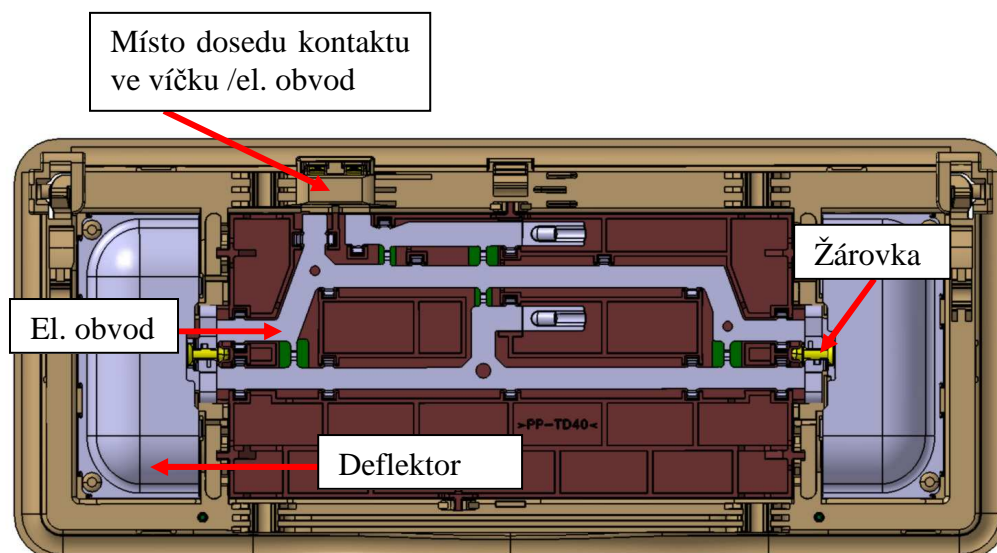 Místo dosedu kontaktu
ve víčku /el. obvod
Žárovka
El. obvod
>PP-TD40<
Deflektor